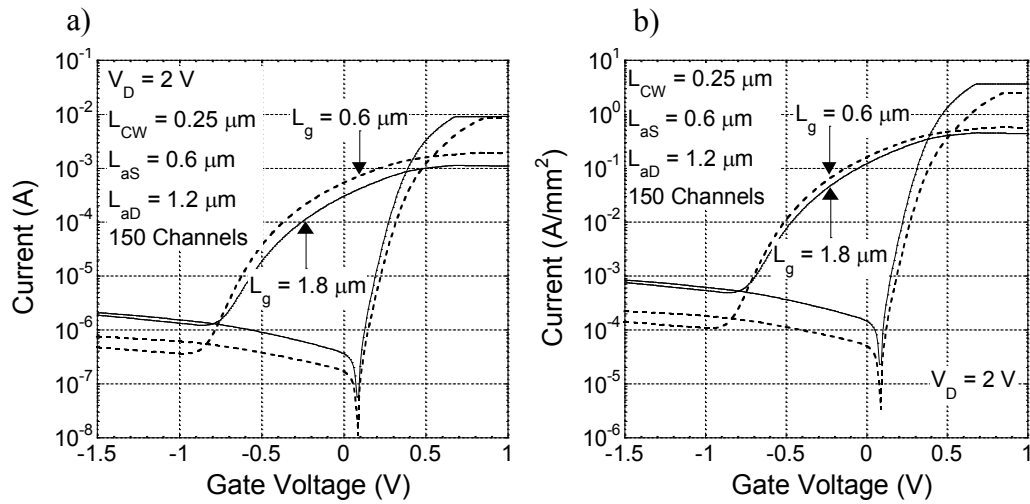 a)
10^-1
10^-2
10^-3
10^-4
10^-5
10^-6
10^-7
10^-8
Current (A)
V_D = 2 V
L_CW = 0.25 μm
L_aS = 0.6 μm
L_aD = 1.2 μm
150 Channels
L_g = 0.6 μm
L_g = 1.8 μm
-1.5 -1 -0.5 0 0.5 1
Gate Voltage (V)
b)
10^2
10^1
10^0
10^-1
10^-2
10^-3
10^-4
10^-5
10^-6
Current (A/mm^2)
L_CW = 0.25 μm
L_aS = 0.6 μm
L_aD = 1.2 μm
150 Channels
L_g = 0.6 μm
L_g = 1.8 μm
V_D = 2 V
-1.5 -1 -0.5 0 0.5 1
Gate Voltage (V)